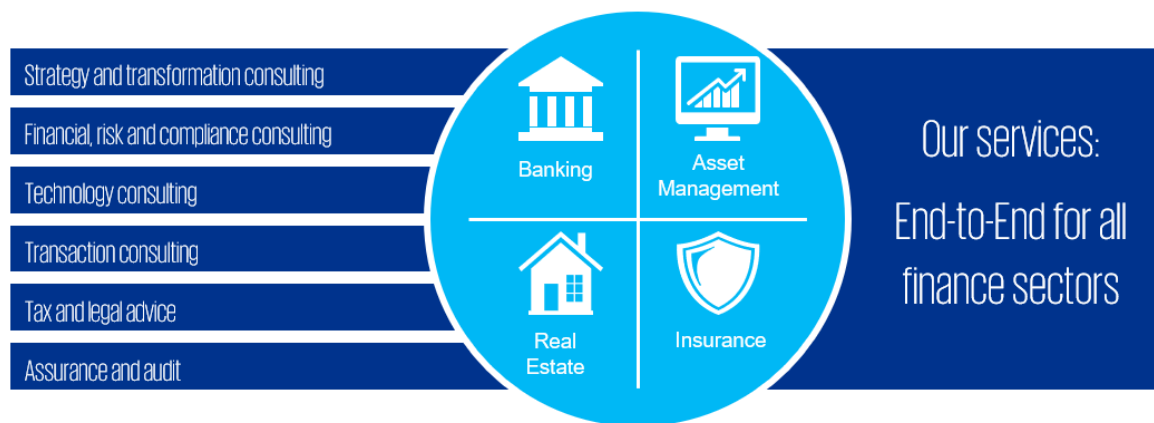 Strategy and transformation consulting
Financial, risk and compliance consulting
Technology consulting
Transaction consulting
Tax and legal advice
Assurance and audit
Banking
Asset
Management
Real
Estate
Insurance
Our services:
End-to-End for all
finance sectors